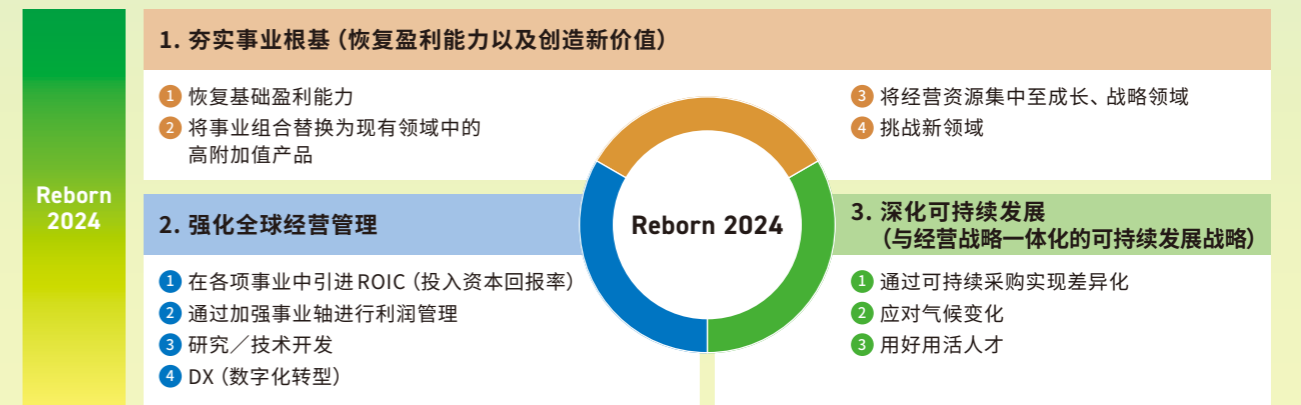 Reborn
2024
1. 夯实事业根基（恢复盈利能力以及创造新价值）
1 恢复基础盈利能力
2 将事业组合替换为现有领域中的
高附加值产品
3 将经营资源集中至成长、战略领域
4 挑战新领域
Reborn 2024
2. 强化全球经营管理
1 在各项事业中引进 ROIC（投入资本回报率）
2 通过加强事业轴进行利润管理
3 研究／技术开发
4 DX（数字化转型）
3. 深化可持续发展
（与经营战略一体化的可持续发展战略）
1 通过可持续采购实现差异化
2 应对气候变化
3 用好用活人才